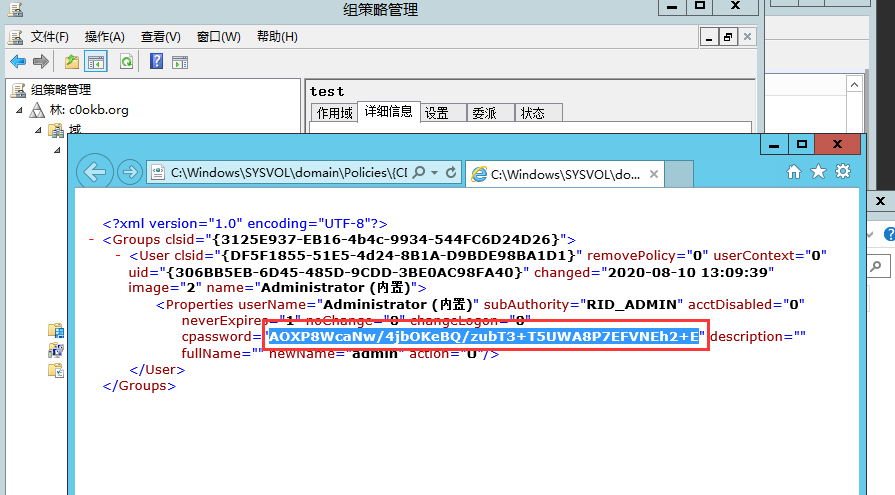 组策略管理
文件(F) 操作(A) 查看(V) 窗口(W) 帮助(H)
组策略管理
林: c0okb.org
域
test
作用域 详细信息 设置 委派 状态
C:\Windows\SYSVOL\domain\Policies\{CI
C:\Windows\SYSVOL\do...
<?xml version="1.0" encoding="UTF-8"?>
- <Groups clsid="{3125E937-EB16-4b4c-9934-544FC6D24D26}">
- <User clsid="{DF5F1855-51E5-4d24-8B1A-D9BDE98BA1D1}" removePolicy="0" userContext="0"
uid="{306BB5EB-6D45-485D-9CDD-3BE0AC98FA40}" changed="2020-08-10 13:09:39"
image="2" name="Administrator (内置)">
<Properties userName="Administrator (内置)" subAuthority="RID_ADMIN" acctDisabled="0"
neverExpires="1" noChange="0" changeLogon="0"
cpassword="AOXP8WcaNw/4jbOKeBQ/zubT3+T5UWA8P7EFVNEh2+E" description=""
fullName="" newName="admin" action="U"/>
</User>
</Groups>